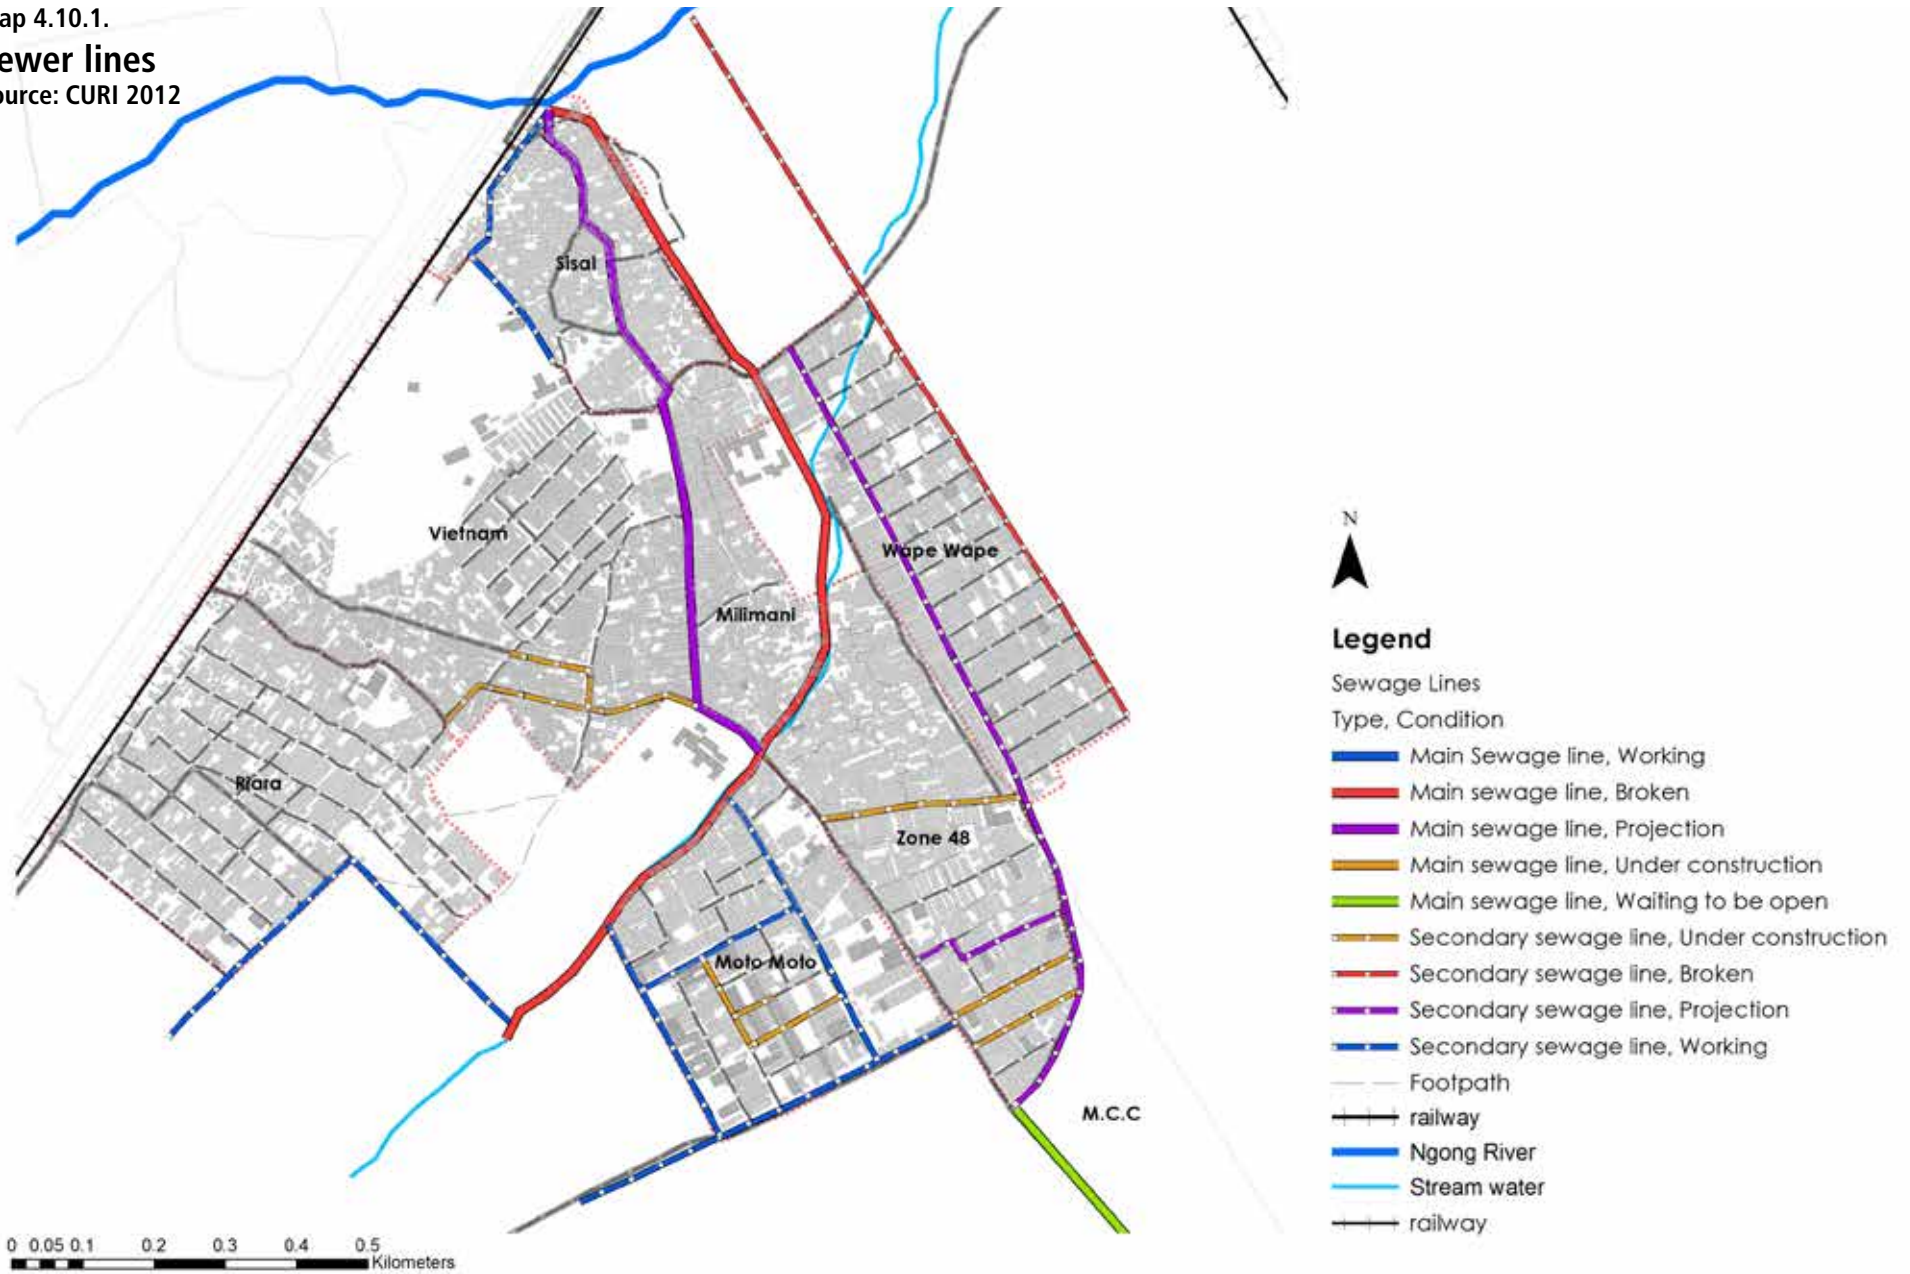 ap 4.10.1.
ewer lines
ource: CURI 2012
Sisal
Vietnam
Wape Wape
Milimani
Riara
Zone 48
Moto Moto
M.C.C
N
Legend
Sewage Lines
Type, Condition
Main Sewage line, Working
Main sewage line, Broken
Main sewage line, Projection
Main sewage line, Under construction
Main sewage line, Waiting to be open
Secondary sewage line, Under construction
Secondary sewage line, Broken
Secondary sewage line, Projection
Secondary sewage line, Working
Footpath
railway
Ngong River
Stream water
railway
0 0.05 0.1 0.2 0.3 0.4 0.5
Kilometers